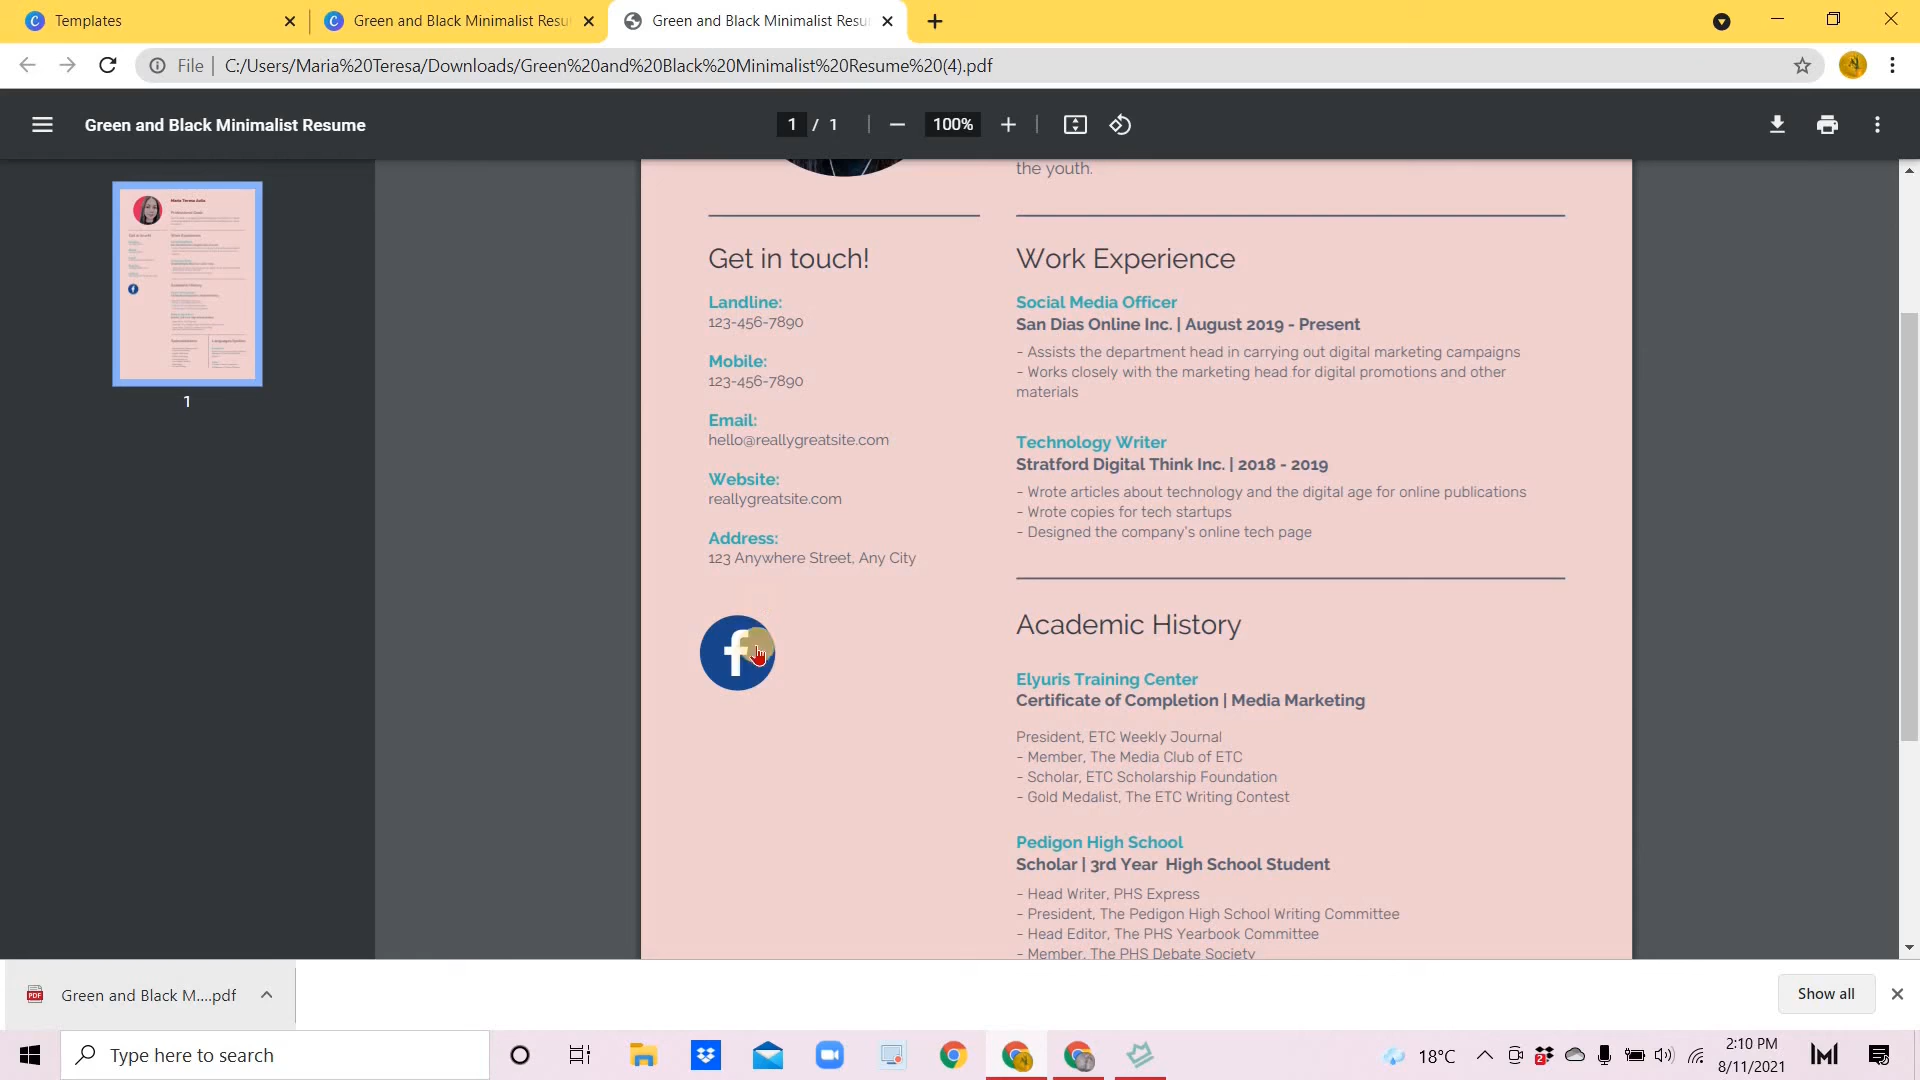 Templates
Green and Black Minimalist Resu
Green and Black Minimalist Resu
File
C:/Users/Maria%20Teresa/Downloads/Green%20and%20Black%20Minimalist%20Resume%20(4).pdf
Green and Black Minimalist Resume
1 / 1
100%
1
the youth.
Get in touch!
Landline:
123-456-7890
Mobile:
123-456-7890
Email:
hello@reallygreatsite.com
Website:
reallygreatsite.com
Address:
123 Anywhere Street, Any City
Work Experience
Social Media Officer
San Dias Online Inc. | August 2019 - Present
- Assists the department head in carrying out digital marketing campaigns
- Works closely with the marketing head for digital promotions and other
materials
Technology Writer
Stratford Digital Think Inc. | 2018 - 2019
- Wrote articles about technology and the digital age for online publications
- Wrote copies for tech startups
- Designed the company's online tech page
Academic History
Elyuris Training Center
Certificate of Completion | Media Marketing
President, ETC Weekly Journal
- Member, The Media Club of ETC
- Scholar, ETC Scholarship Foundation
- Gold Medalist, The ETC Writing Contest
Pedigon High School
Scholar | 3rd Year High School Student
- Head Writer, PHS Express
- President, The Pedigon High School Writing Committee
- Head Editor, The PHS Yearbook Committee
- Member, The PHS Debate Society
Green and Black M....pdf
Show all
Type here to search
18°C
2:10 PM
8/11/2021